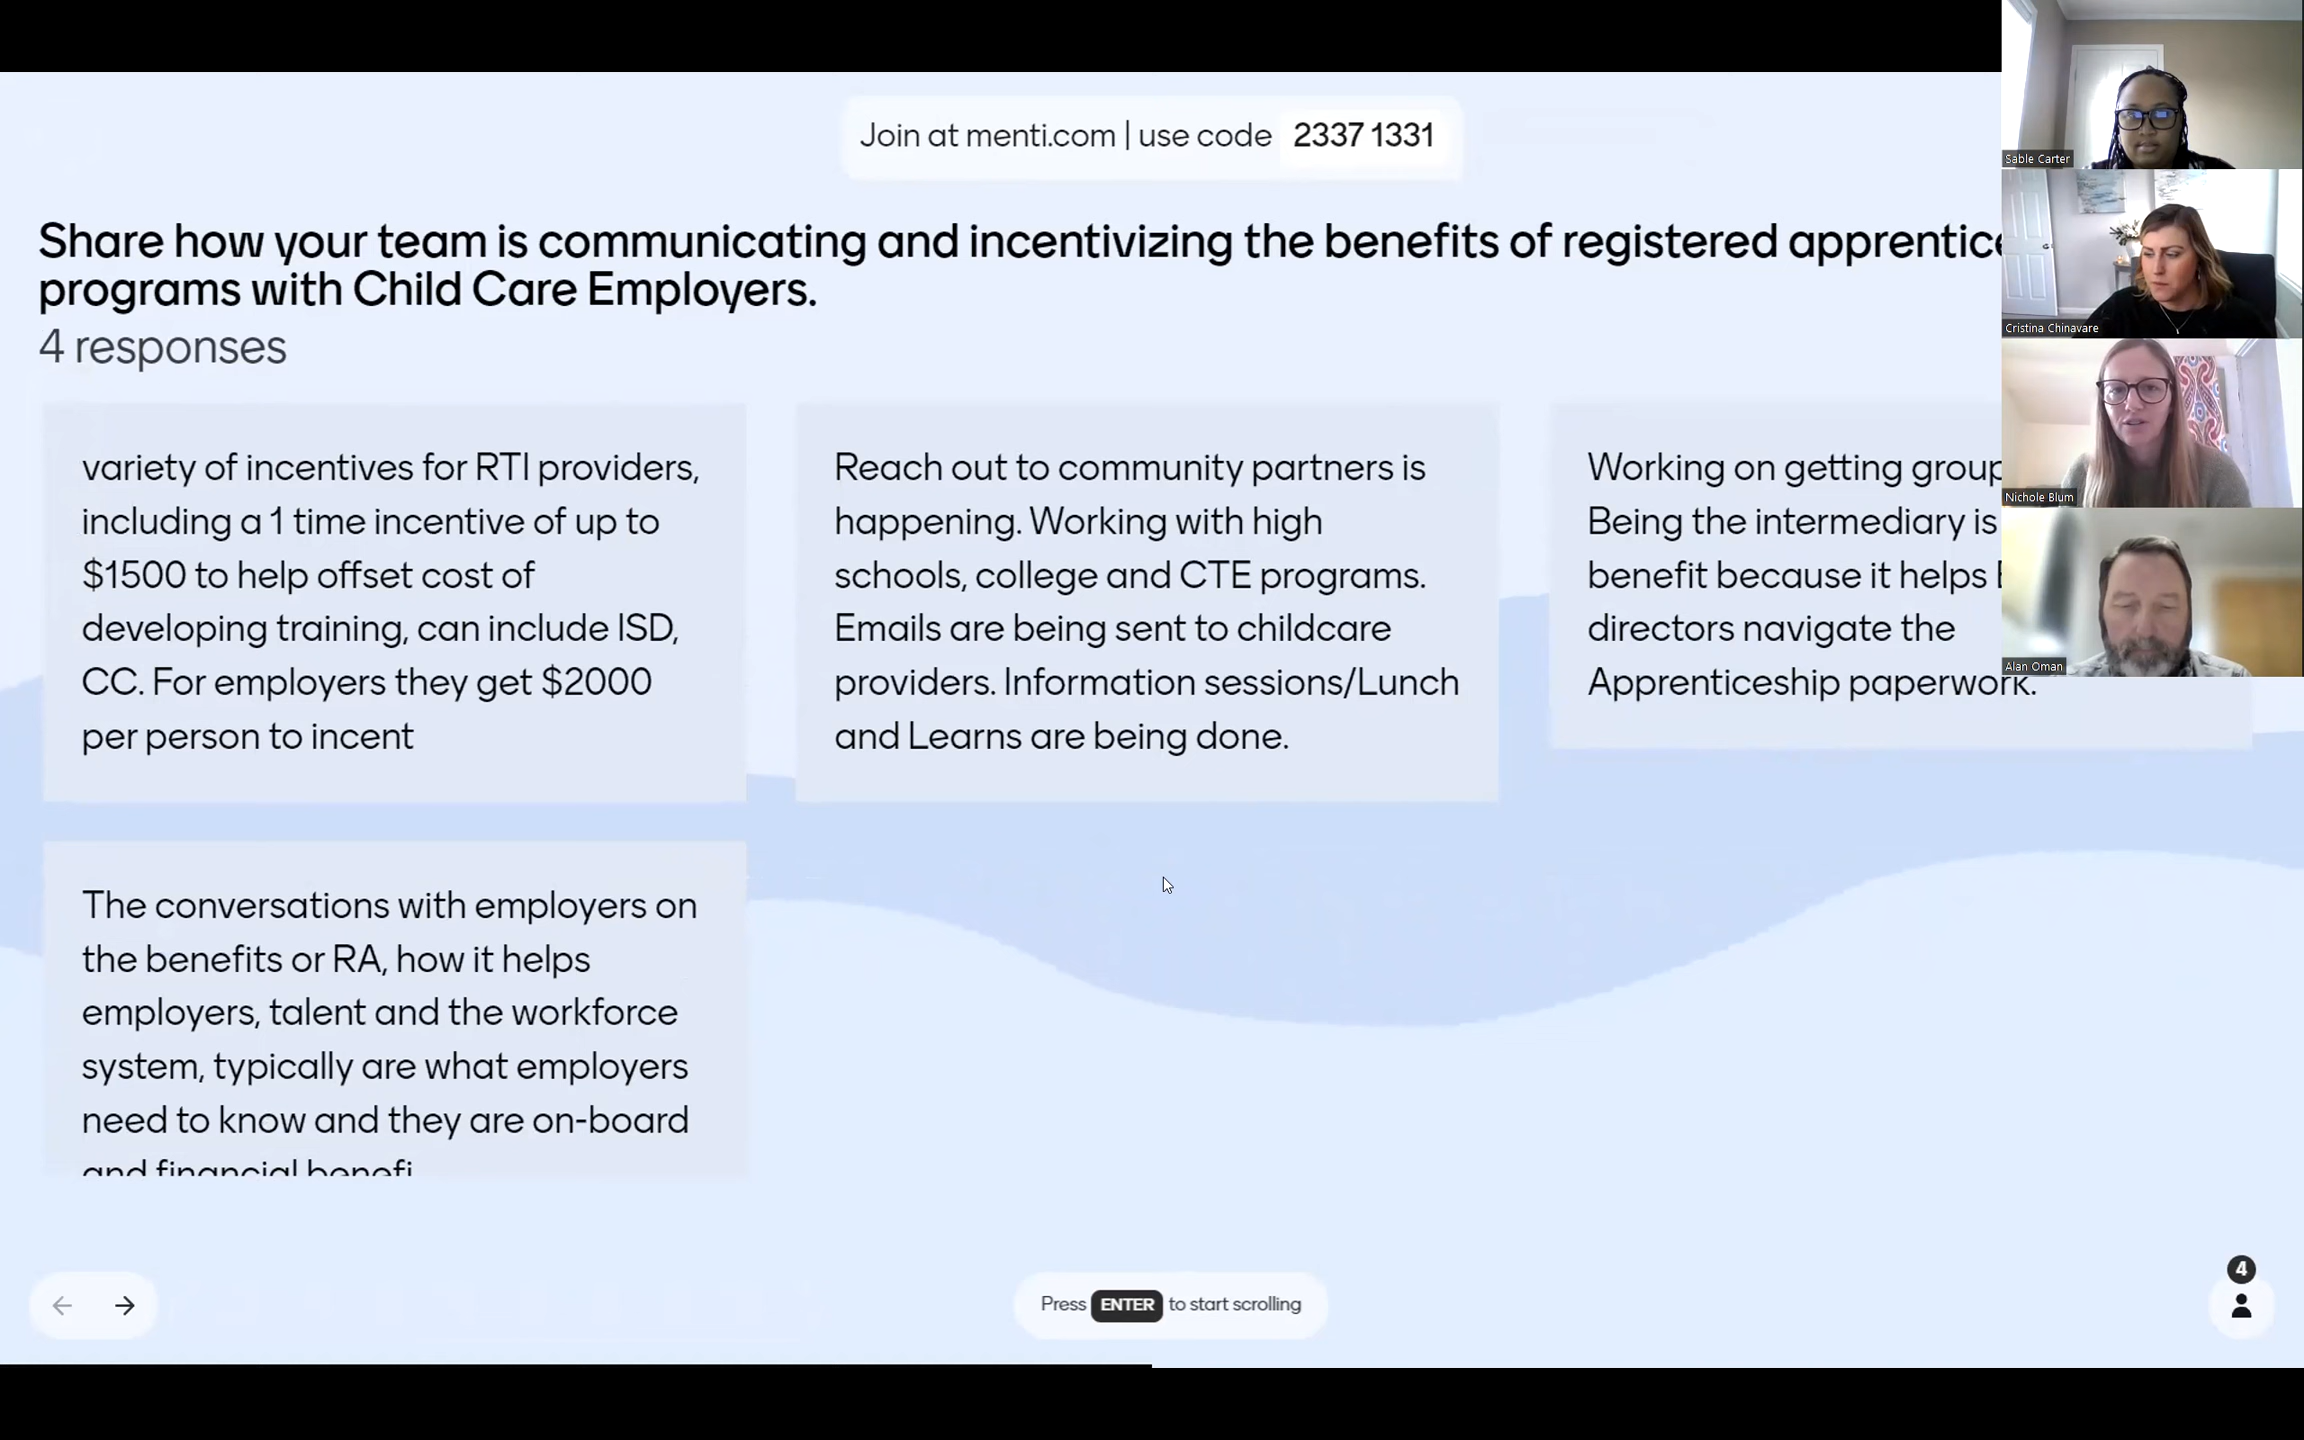 Join at menti.com | use code 2337 1331
Share how your team is communicating and incentivizing the benefits of registered
programs with Child Care Employers.
4 responses
variety of incentives for RTI providers,
including a 1 time incentive of up to
$1500 to help offset cost of
developing training, can include ISD,
CC. For employers they get $2000
per person to incent
Reach out to community partners is
happening. Working with high
schools, college and CTE programs.
Emails are being sent to childcare
providers. Information sessions/Lunch
and Learns are being done.
Working on getting
Being the intermediary is
benefit because it helps
directors navigate the
Apprenticeship paperwork.
The conversations with employers on
the benefits or RA, how it helps
employers, talent and the workforce
system, typically are what employers
need to know and they are on-board
and financial benefi
Press ENTER to start scrolling
4
Sable Carter
Cristina Chinavare
Nichole Blum
Alan Oman